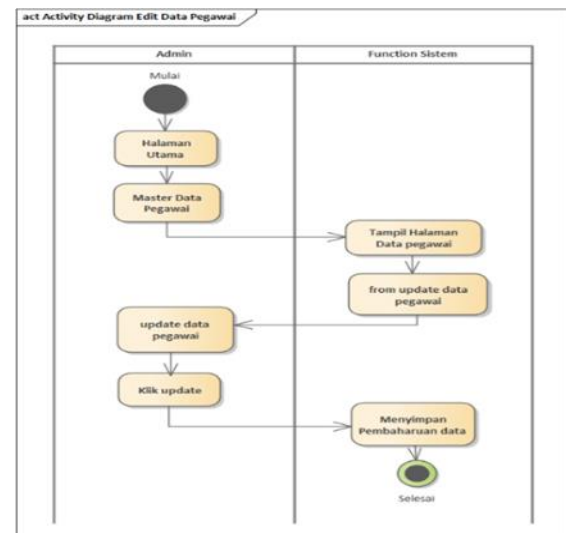 act Activity Diagram Edit Data Pegawai
Admin
Function Sistem
Mulai
Halaman
Utama
Master Data
Pegawai
Tampil Halaman
Data pegawai
from update data
pegawai
update data
pegawai
Klik update
Menyimpan
Pembaharuan data
Selesai